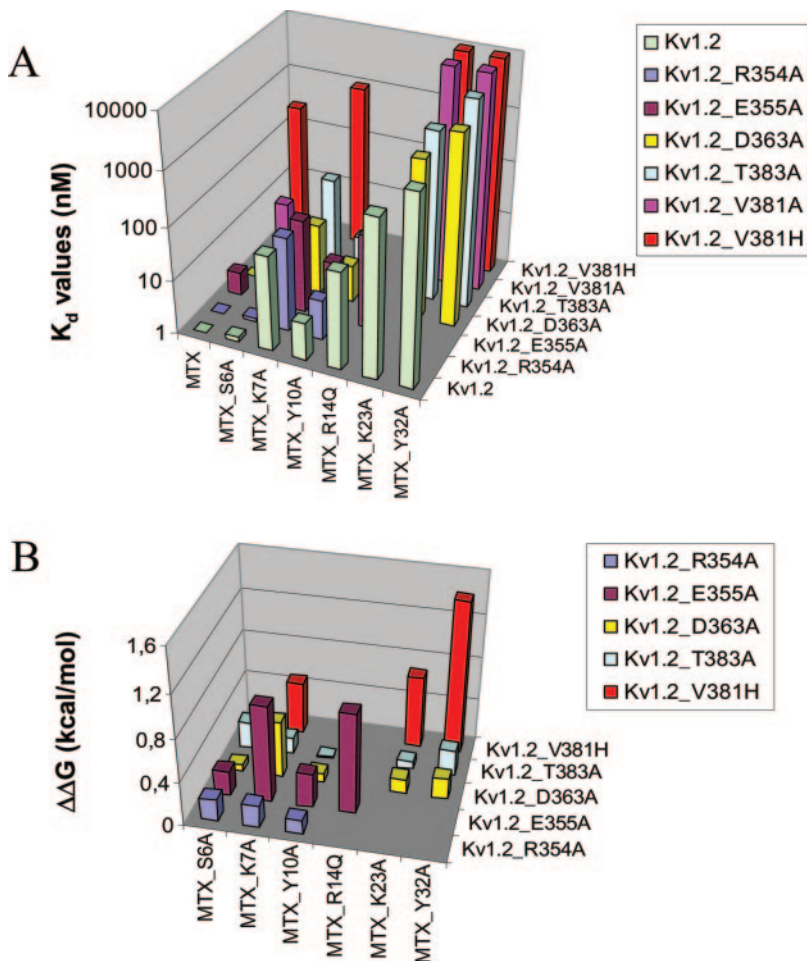 A
Kd values (nM)
10000
1000
100
10
1
MTX
MTX_S6A
MTX_K7A
MTX_Y10A
MTX_R14Q
MTX_K23A
MTX_Y32A
Kv1.2_V381H
Kv1.2_V381A
Kv1.2_T383A
Kv1.2_D363A
Kv1.2_E355A
Kv1.2_R354A
Kv1.2
Kv1.2
Kv1.2_R354A
Kv1.2_E355A
Kv1.2_D363A
Kv1.2_T383A
Kv1.2_V381A
Kv1.2_V381H
B
ΔΔG (kcal/mol)
1,6
1,2
0,8
0,4
0
MTX_S6A
MTX_K7A
MTX_Y10A
MTX_R14Q
MTX_K23A
MTX_Y32A
Kv1.2_V381H
Kv1.2_T383A
Kv1.2_D363A
Kv1.2_E355A
Kv1.2_R354A
Kv1.2_R354A
Kv1.2_E355A
Kv1.2_D363A
Kv1.2_T383A
Kv1.2_V381H